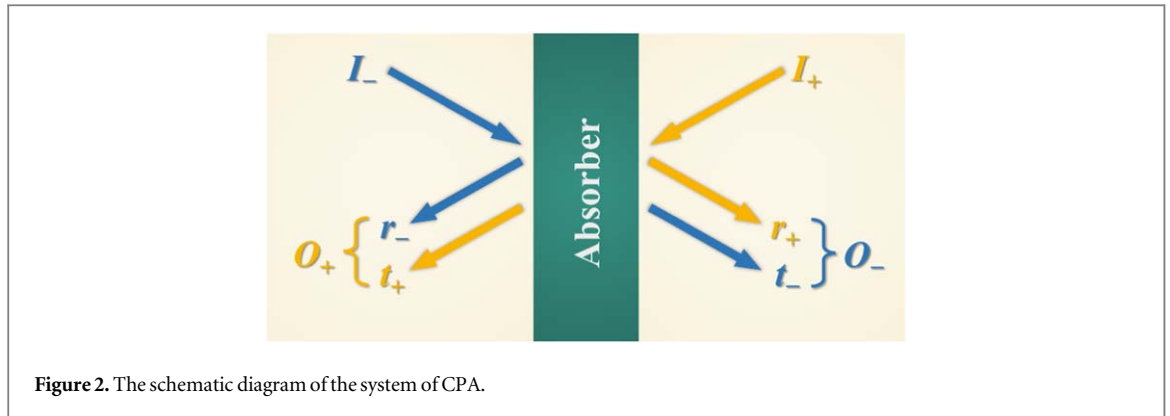 I₋ I₊
Absorber
r₋ r₊
O₊ { } O₋
t₊ t₋
Figure 2. The schematic diagram of the system of CPA.